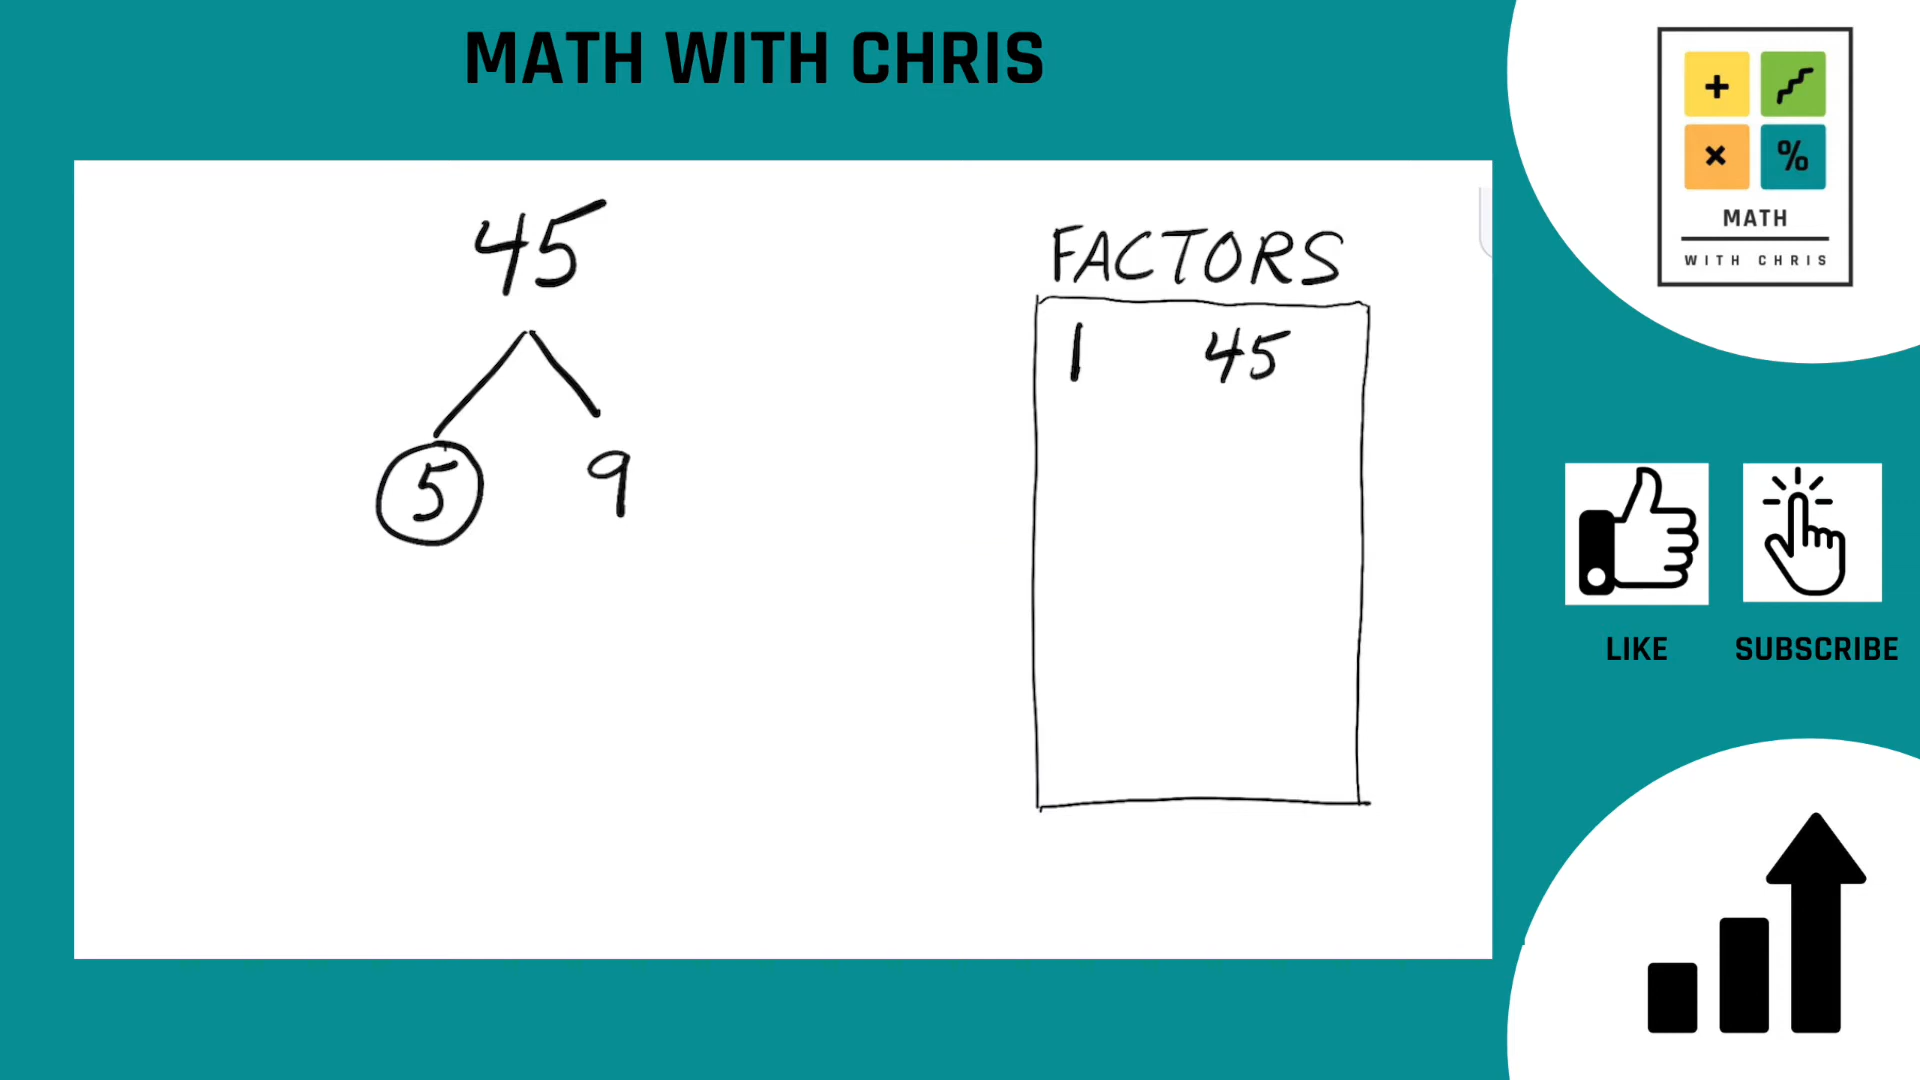 MATH WITH CHRIS
+
×
%
MATH
WITH CHRIS
45
5 9
FACTORS
1 45
LIKE SUBSCRIBE